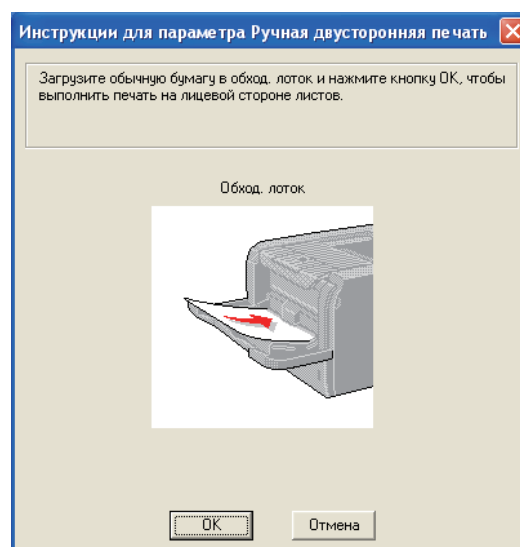 Инструкции для параметра Ручная двусторонняя печать
Загрузите обычную бумагу в обход. лоток и нажмите кнопку OK, чтобы
выполнить печать на лицевой стороне листов.
Обход. лоток
OK
Отмена